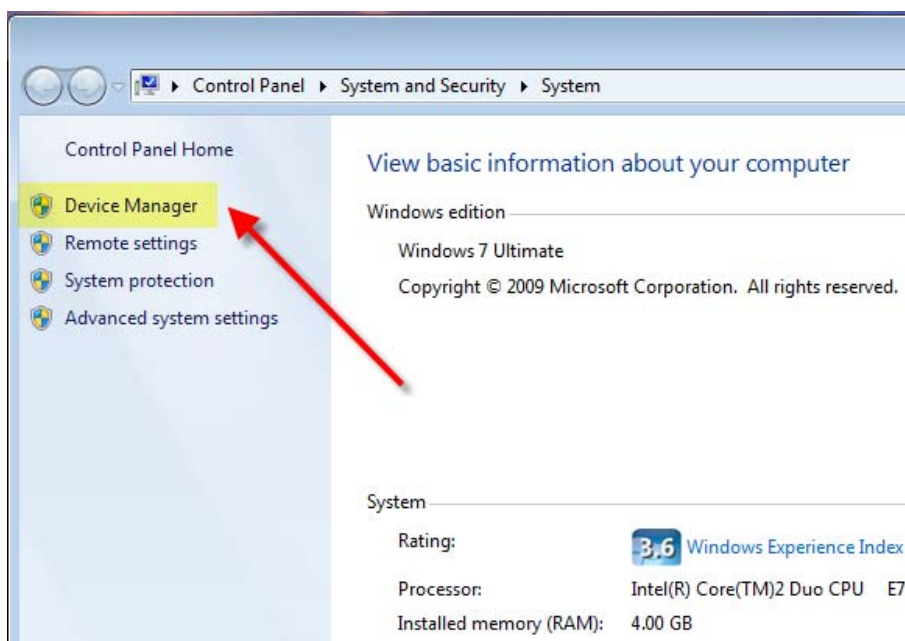 Control Panel ▸ System and Security ▸ System
Control Panel Home
Device Manager
Remote settings
System protection
Advanced system settings
View basic information about your computer
Windows edition
Windows 7 Ultimate
Copyright © 2009 Microsoft Corporation. All rights reserved.
System
Rating: 3.6 Windows Experience Index
Processor: Intel(R) Core(TM)2 Duo CPU E7
Installed memory (RAM): 4.00 GB